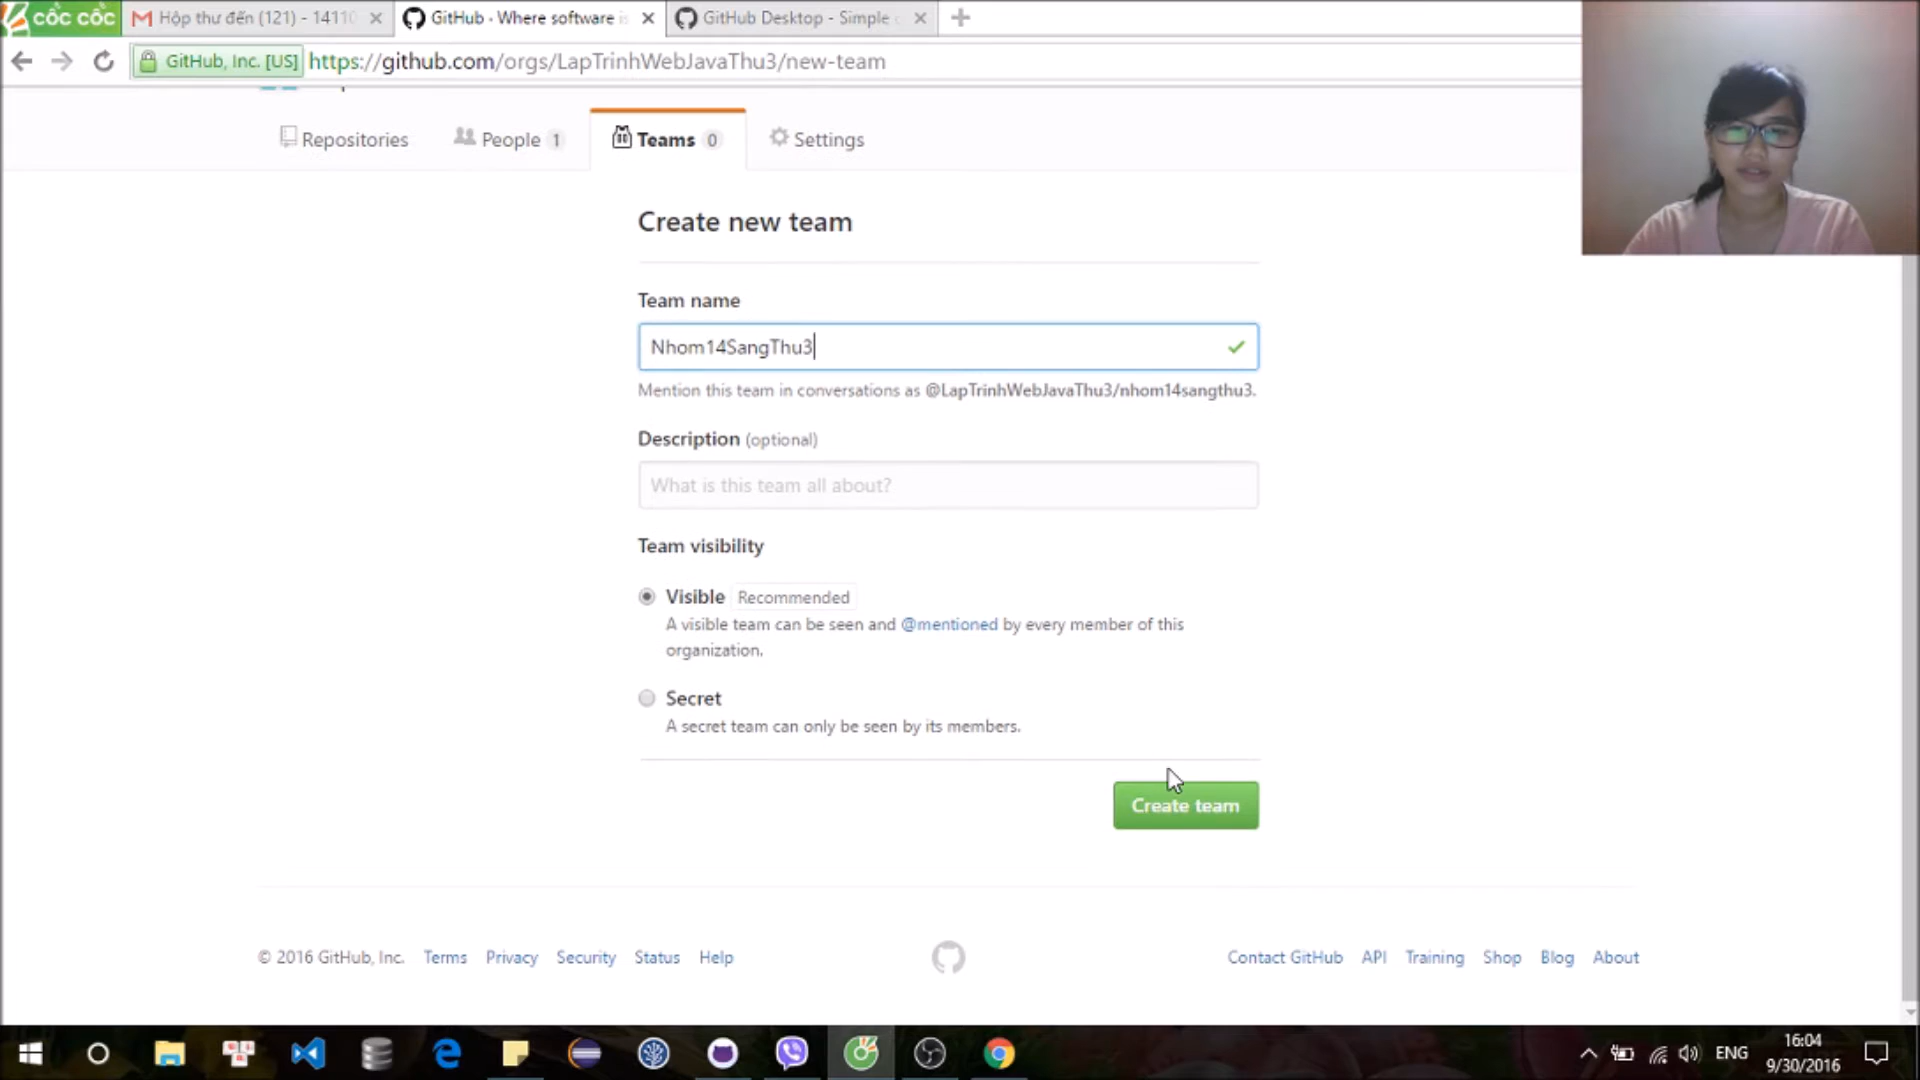 cốc cốc
Hộp thư đến (121) - 1411
GitHub - Where software is
GitHub Desktop - Simple
GitHub, Inc. [US] https://github.com/orgs/LapTrinhWebJavaThu3/new-team
Repositories People 1 Teams 0 Settings
Create new team
Team name
Nhom14SangThu3
Mention this team in conversations as @LapTrinhWebJavaThu3/nhom14sangthu3.
Description (optional)
What is this team all about?
Team visibility
Visible Recommended
A visible team can be seen and @mentioned by every member of this
organization.
Secret
A secret team can only be seen by its members.
Create team
© 2016 GitHub, Inc. Terms Privacy Security Status Help
Contact GitHub API Training Shop Blog About
ENG
16:04
9/30/2016